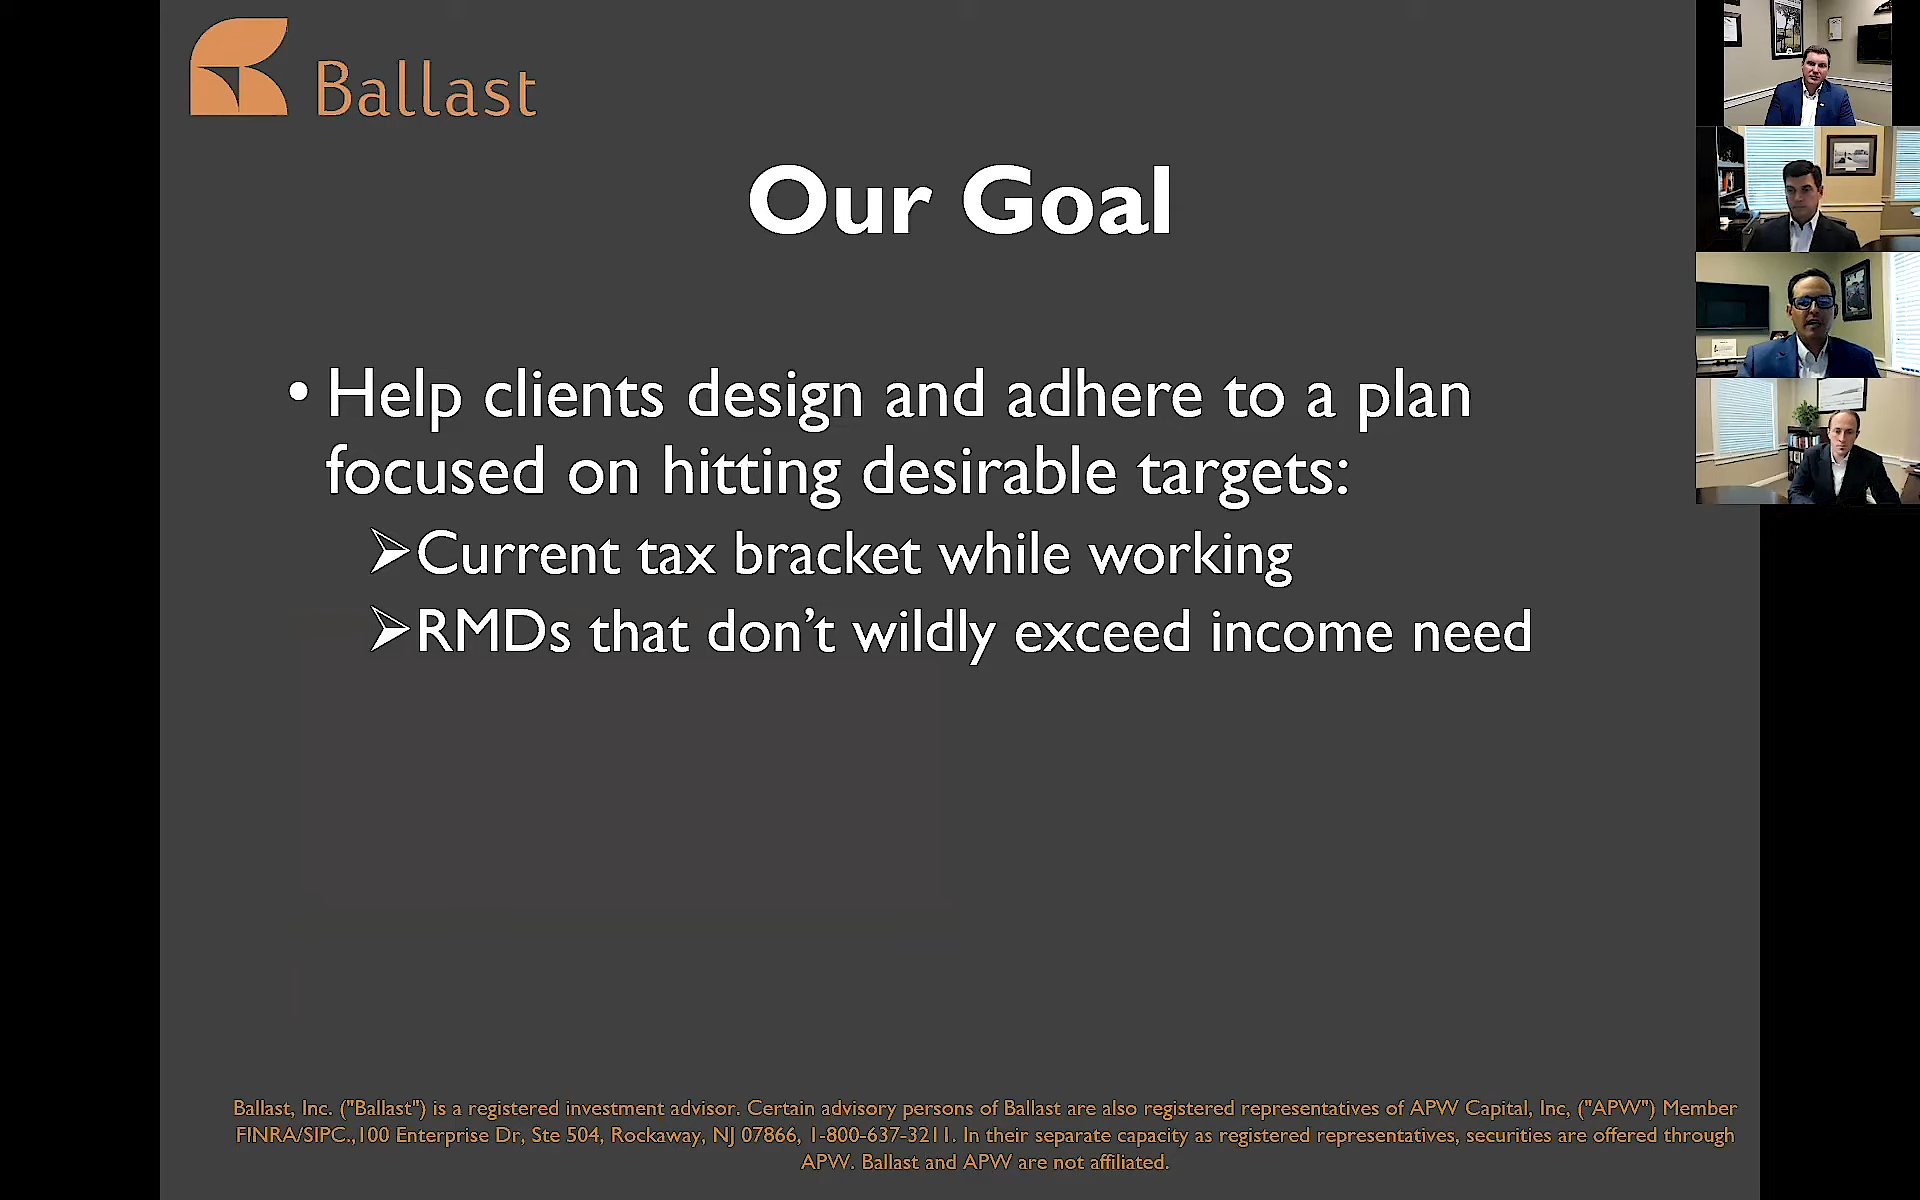 Ballast
Our Goal
• Help clients design and adhere to a plan
focused on hitting desirable targets:
➢Current tax bracket while working
➢RMDs that don’t wildly exceed income need
Ballast, Inc. ("Ballast") is a registered investment advisor. Certain advisory persons of Ballast are also registered representatives of APW Capital, Inc, ("APW") Member
FINRA/SIPC.,100 Enterprise Dr, Ste 504, Rockaway, NJ 07866, 1-800-637-3211. In their separate capacity as registered representatives, securities are offered through
APW. Ballast and APW are not affiliated.